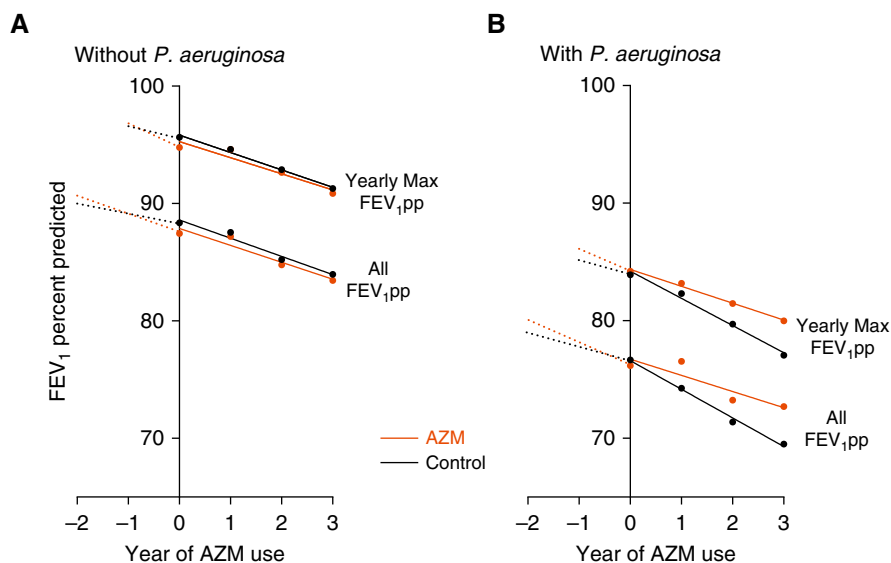 A
Without P. aeruginosa
FEV₁ percent predicted
100
90
80
70
Yearly Max
FEV₁pp
All
FEV₁pp
AZM
Control
−2 −1 0 1 2 3
Year of AZM use
B
With P. aeruginosa
100
90
80
70
Yearly Max
FEV₁pp
All
FEV₁pp
−2 −1 0 1 2 3
Year of AZM use